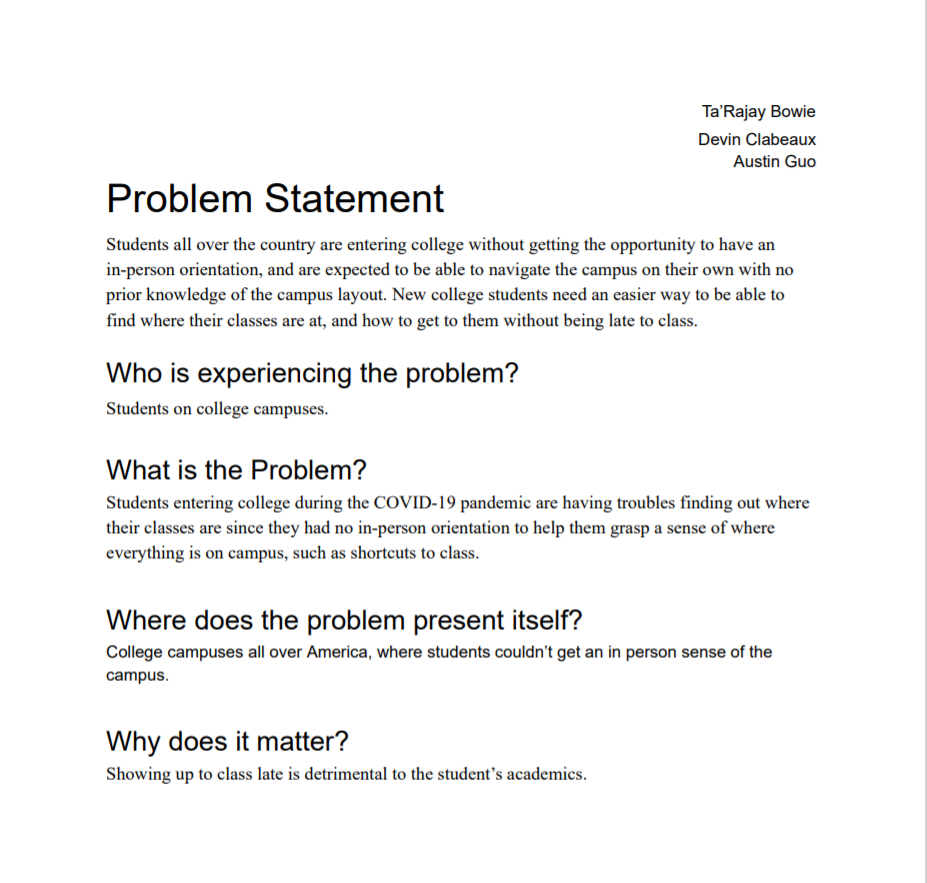 Ta’Rajay Bowie
Devin Clabeaux
Austin Guo
Problem Statement
Students all over the country are entering college without getting the opportunity to have an
in-person orientation, and are expected to be able to navigate the campus on their own with no
prior knowledge of the campus layout. New college students need an easier way to be able to
find where their classes are at, and how to get to them without being late to class.
Who is experiencing the problem?
Students on college campuses.
What is the Problem?
Students entering college during the COVID-19 pandemic are having troubles finding out where
their classes are since they had no in-person orientation to help them grasp a sense of where
everything is on campus, such as shortcuts to class.
Where does the problem present itself?
College campuses all over America, where students couldn’t get an in person sense of the
campus.
Why does it matter?
Showing up to class late is detrimental to the student’s academics.